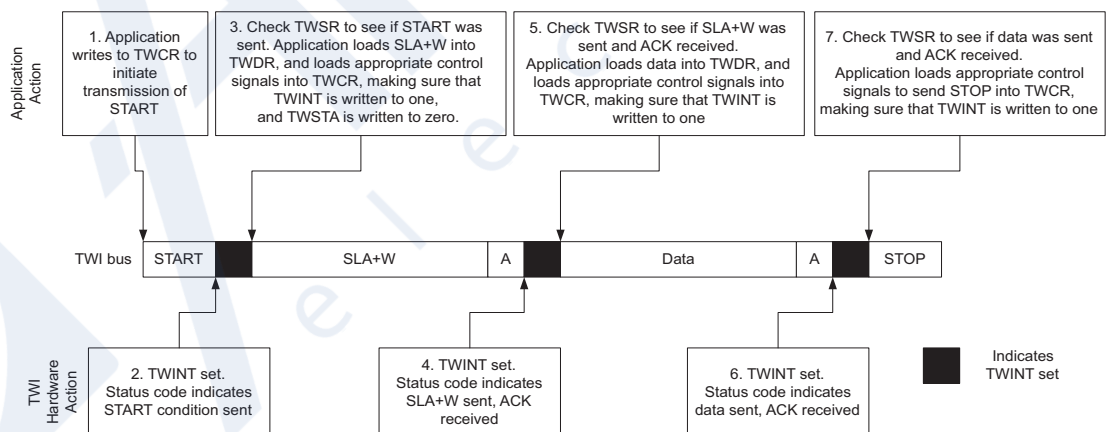 Application
Action
1. Application
writes to TWCR to
initiate
transmission of
START
3. Check TWSR to see if START was
sent. Application loads SLA+W into
TWDR, and loads appropriate control
signals into TWCR, making sure that
TWINT is written to one,
and TWSTA is written to zero.
5. Check TWSR to see if SLA+W was
sent and ACK received.
Application loads data into TWDR, and
loads appropriate control signals into
TWCR, making sure that TWINT is
written to one
7. Check TWSR to see if data was sent
and ACK received.
Application loads appropriate control
signals to send STOP into TWCR,
making sure that TWINT is written to one
TWI bus
START
SLA+W
A
Data
A
STOP
TWI
Hardware
Action
2. TWINT set.
Status code indicates
START condition sent
4. TWINT set.
Status code indicates
SLA+W sent, ACK
received
6. TWINT set.
Status code indicates
data sent, ACK received
Indicates
TWINT set
e l e c